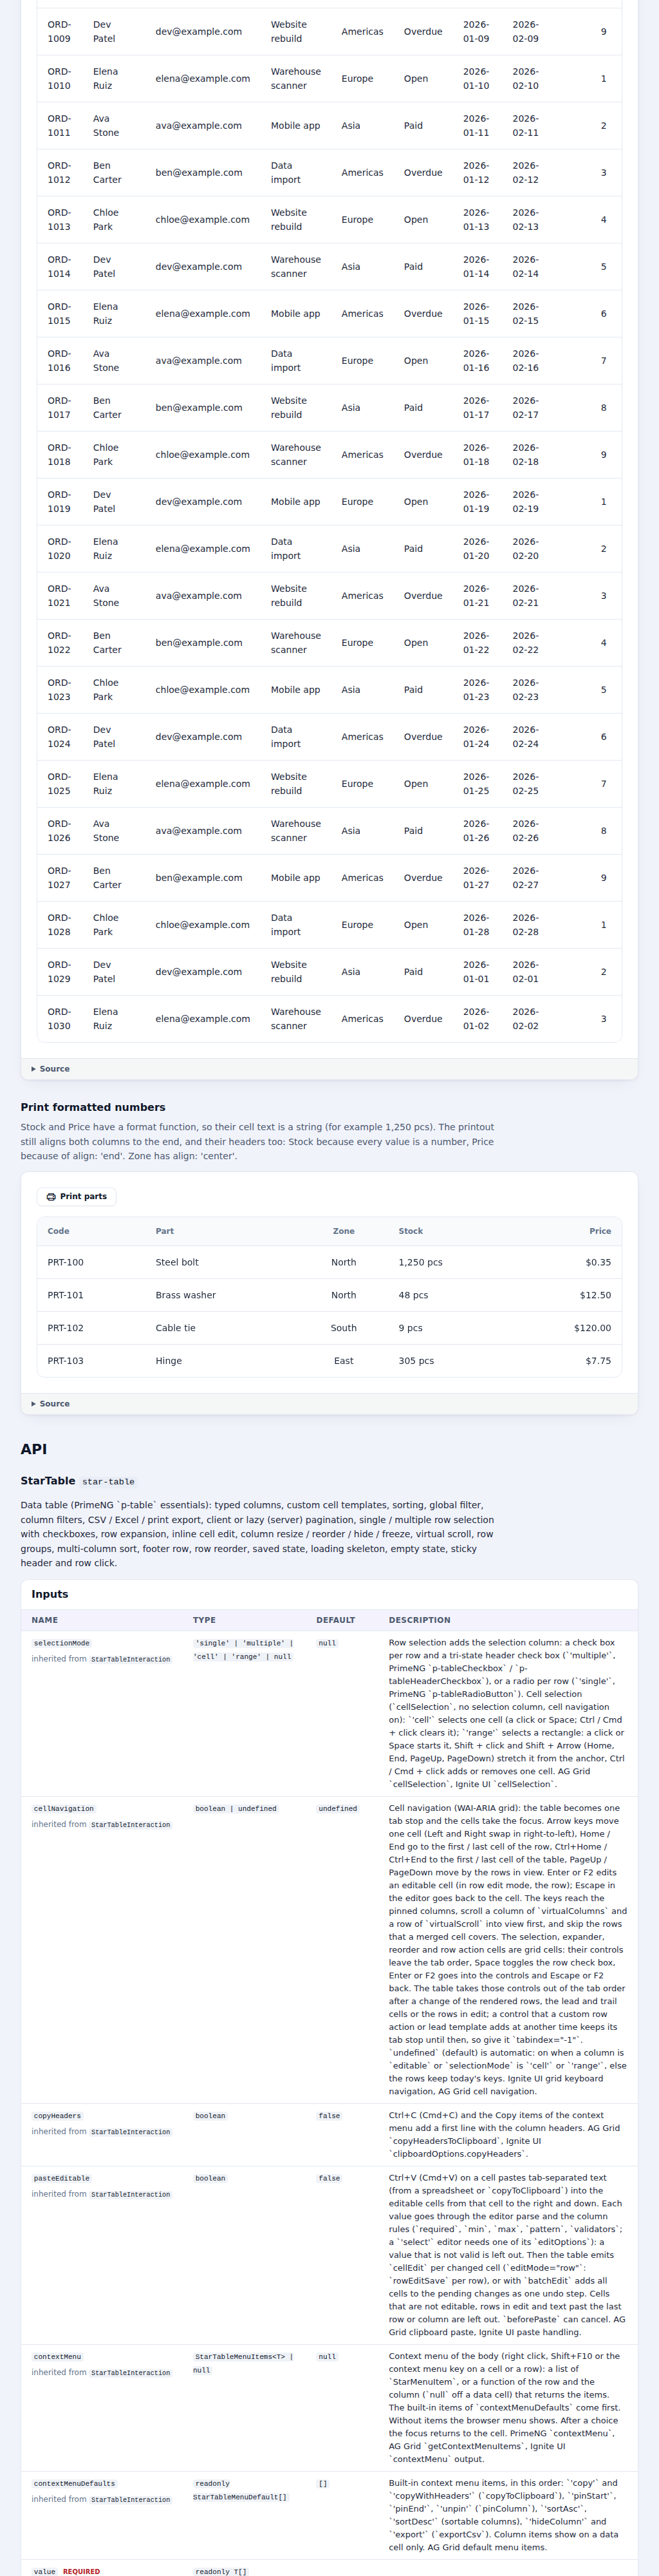 ORD-
1009
Dev
Patel
dev@example.com
Website
rebuild
Americas
Overdue
2026-
01-09
2026-
02-09
9
ORD-
1010
Elena
Ruiz
elena@example.com
Warehouse
scanner
Europe
Open
2026-
01-10
2026-
02-10
1
ORD-
1011
Ava
Stone
ava@example.com
Mobile app
Asia
Paid
2026-
01-11
2026-
02-11
2
ORD-
1012
Ben
Carter
ben@example.com
Data
import
Americas
Overdue
2026-
01-12
2026-
02-12
3
ORD-
1013
Chloe
Park
chloe@example.com
Website
rebuild
Europe
Open
2026-
01-13
2026-
02-13
4
ORD-
1014
Dev
Patel
dev@example.com
Warehouse
scanner
Asia
Paid
2026-
01-14
2026-
02-14
5
ORD-
1015
Elena
Ruiz
elena@example.com
Mobile app
Americas
Overdue
2026-
01-15
2026-
02-15
6
ORD-
1016
Ava
Stone
ava@example.com
Data
import
Europe
Open
2026-
01-16
2026-
02-16
7
ORD-
1017
Ben
Carter
ben@example.com
Website
rebuild
Asia
Paid
2026-
01-17
2026-
02-17
8
ORD-
1018
Chloe
Park
chloe@example.com
Warehouse
scanner
Americas
Overdue
2026-
01-18
2026-
02-18
9
ORD-
1019
Dev
Patel
dev@example.com
Mobile app
Europe
Open
2026-
01-19
2026-
02-19
1
ORD-
1020
Elena
Ruiz
elena@example.com
Data
import
Asia
Paid
2026-
01-20
2026-
02-20
2
ORD-
1021
Ava
Stone
ava@example.com
Website
rebuild
Americas
Overdue
2026-
01-21
2026-
02-21
3
ORD-
1022
Ben
Carter
ben@example.com
Warehouse
scanner
Europe
Open
2026-
01-22
2026-
02-22
4
ORD-
1023
Chloe
Park
chloe@example.com
Mobile app
Asia
Paid
2026-
01-23
2026-
02-23
5
ORD-
1024
Dev
Patel
dev@example.com
Data
import
Americas
Overdue
2026-
01-24
2026-
02-24
6
ORD-
1025
Elena
Ruiz
elena@example.com
Website
rebuild
Europe
Open
2026-
01-25
2026-
02-25
7
ORD-
1026
Ava
Stone
ava@example.com
Warehouse
scanner
Asia
Paid
2026-
01-26
2026-
02-26
8
ORD-
1027
Ben
Carter
ben@example.com
Mobile app
Americas
Overdue
2026-
01-27
2026-
02-27
9
ORD-
1028
Chloe
Park
chloe@example.com
Data
import
Europe
Open
2026-
01-28
2026-
02-28
1
ORD-
1029
Dev
Patel
dev@example.com
Website
rebuild
Asia
Paid
2026-
01-01
2026-
02-01
2
ORD-
1030
Elena
Ruiz
elena@example.com
Warehouse
scanner
Americas
Overdue
2026-
01-02
2026-
02-02
3
Source
Print formatted numbers
Stock and Price have a format function, so their cell text is a string (for example 1,250 pcs). The printout
still aligns both columns to the end, and their headers too: Stock because every value is a number, Price
because of align: 'end'. Zone has align: 'center'.
Print parts
Code Part Zone Stock Price
PRT-100 Steel bolt North 1,250 pcs $0.35
PRT-101 Brass washer North 48 pcs $12.50
PRT-102 Cable tie South 9 pcs $120.00
PRT-103 Hinge East 305 pcs $7.75
Source
API
StarTable star-table
Data table (PrimeNG `p-table` essentials): typed columns, custom cell templates, sorting, global filter,
column filters, CSV / Excel / print export, client or lazy (server) pagination, single / multiple row selection
with checkboxes, row expansion, inline cell edit, column resize / reorder / hide / freeze, virtual scroll, row
groups, multi-column sort, footer row, row reorder, saved state, loading skeleton, empty state, sticky
header and row click.
Inputs
NAME TYPE DEFAULT DESCRIPTION
selectionMode
inherited from StarTableInteraction
'single' | 'multiple' |
'cell' | 'range' | null
null
Row selection adds the selection column: a check box
per row and a tri-state header check box (`'multiple'`,
PrimeNG `p-tableCheckbox` / `p-
tableHeaderCheckbox`), or a radio per row (`'single'`,
PrimeNG `p-tableRadioButton`). Cell selection
(`cellSelection`, no selection column, cell navigation
on): `'cell'` selects one cell (a click or Space; Ctrl / Cmd
+ click clears it); `'range'` selects a rectangle: a click or
Space starts it, Shift + click and Shift + Arrow (Home,
End, PageUp, PageDown) stretch it from the anchor, Ctrl
/ Cmd + click adds or removes one cell. AG Grid
`cellSelection`, Ignite UI `cellSelection`.
cellNavigation
inherited from StarTableInteraction
boolean | undefined
undefined
Cell navigation (WAI-ARIA grid): the table becomes one
tab stop and the cells take the focus. Arrow keys move
one cell (Left and Right swap in right-to-left), Home /
End go to the first / last cell of the row, Ctrl+Home /
Ctrl+End to the first / last cell of the table, PageUp /
PageDown move by the rows in view. Enter or F2 edits
an editable cell (in row edit mode, the row); Escape in
the editor goes back to the cell. The keys reach the
pinned columns, scroll a column of `virtualColumns` and
a row of `virtualScroll` into view first, and skip the rows
that a merged cell covers. The selection, expander,
reorder and row action cells are grid cells: their controls
leave the tab order, Space toggles the row check box,
Enter or F2 goes into the controls and Escape or F2
back. The table takes those controls out of the tab order
after a change of the rendered rows, the lead and trail
cells or the rows in edit; a control that a custom row
action or lead template adds at another time keeps its
tab stop until then, so give it `tabindex="-1"`.
`undefined` (default) is automatic: on when a column is
`editable` or `selectionMode` is `'cell'` or `'range'`, else
the rows keep today's keys. Ignite UI grid keyboard
navigation, AG Grid cell navigation.
copyHeaders
inherited from StarTableInteraction
boolean
false
Ctrl+C (Cmd+C) and the Copy items of the context
menu add a first line with the column headers. AG Grid
`copyHeadersToClipboard`, Ignite UI
`clipboardOptions.copyHeaders`.
pasteEditable
inherited from StarTableInteraction
boolean
false
Ctrl+V (Cmd+V) on a cell pastes tab-separated text
(from a spreadsheet or `copyToClipboard`) into the
editable cells from that cell to the right and down. Each
value goes through the editor parse and the column
rules (`required`, `min`, `max`, `pattern`, `validators`;
a `'select'` editor needs one of its `editOptions`): a
value that is not valid is left out. Then the table emits
`cellEdit` per changed cell (`editMode="row"`:
`rowEditSave` per row), or with `batchEdit` adds all
cells to the pending changes as one undo step. Cells
that are not editable, rows in edit and text past the last
row or column are left out. `beforePaste` can cancel. AG
Grid clipboard paste, Ignite UI paste handling.
contextMenu
inherited from StarTableInteraction
StarTableMenuItems<T> |
null
null
Context menu of the body (right click, Shift+F10 or the
context menu key on a cell or a row): a list of
`StarMenuItem`, or a function of the row and the
column (`null` off a data cell) that returns the items.
The built-in items of `contextMenuDefaults` come first.
Without items the browser menu shows. After a choice
the focus returns to the cell. PrimeNG `contextMenu`,
AG Grid `getContextMenuItems`, Ignite UI
`contextMenu` output.
contextMenuDefaults
inherited from StarTableInteraction
readonly
StarTableMenuDefault[]
[]
Built-in context menu items, in this order: `'copy'` and
`'copyWithHeaders'` (`copyToClipboard`), `'pinStart'`,
`'pinEnd'`, `'unpin'` (`pinColumn`), `'sortAsc'`,
`'sortDesc'` (sortable columns), `'hideColumn'` and
`'export'` (`exportCsv`). Column items show on a data
cell only. AG Grid default menu items.
value REQUIRED
readonly T[]